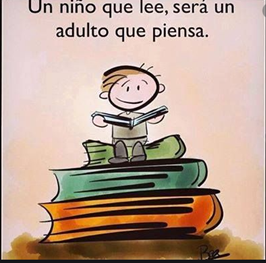 Un niño que lee, será un
adulto que piensa.